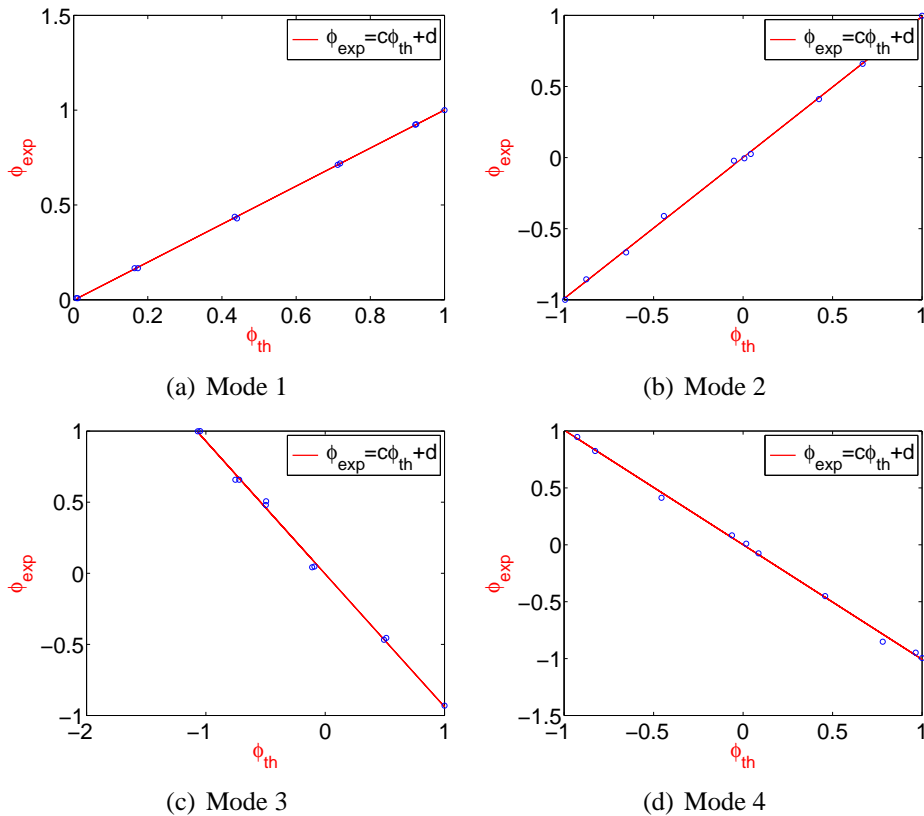 1.5
1
0.5
0
0 0.2 0.4 0.6 0.8 1
ϕexp
ϕth
ϕexp=cϕth+d
(a) Mode 1
1
0.5
0
−0.5
−1
−1 −0.5 0 0.5 1
ϕexp
ϕth
ϕexp=cϕth+d
(b) Mode 2
1
0.5
0
−0.5
−1
−2 −1 0 1
ϕexp
ϕth
ϕexp=cϕth+d
(c) Mode 3
1
0.5
0
−0.5
−1
−1.5
−1 −0.5 0 0.5 1
ϕexp
ϕth
ϕexp=cϕth+d
(d) Mode 4